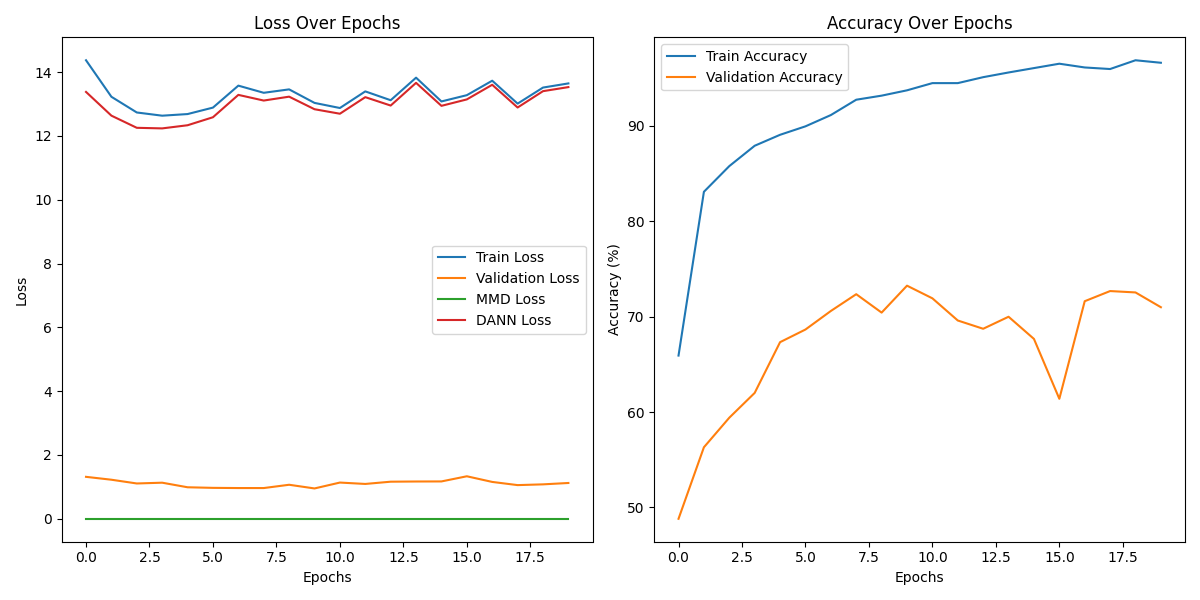 Loss Over Epochs
14
12
10
8
6
4
2
0
Loss
Train Loss
Validation Loss
MMD Loss
DANN Loss
0.0 2.5 5.0 7.5 10.0 12.5 15.0 17.5
Epochs
Accuracy Over Epochs
Train Accuracy
Validation Accuracy
90
80
70
60
50
Accuracy (%)
0.0 2.5 5.0 7.5 10.0 12.5 15.0 17.5
Epochs